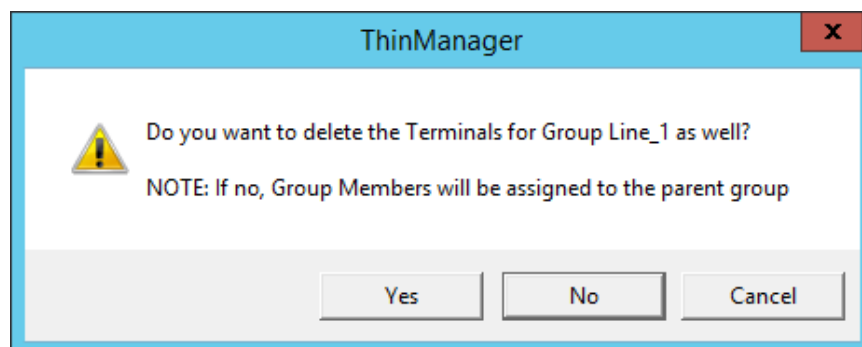 ThinManager
x
Do you want to delete the Terminals for Group Line_1 as well?
NOTE: If no, Group Members will be assigned to the parent group
Yes
No
Cancel